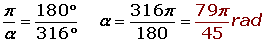 π/α = 180°/316° α = 316π/180 = 79π/45 rad